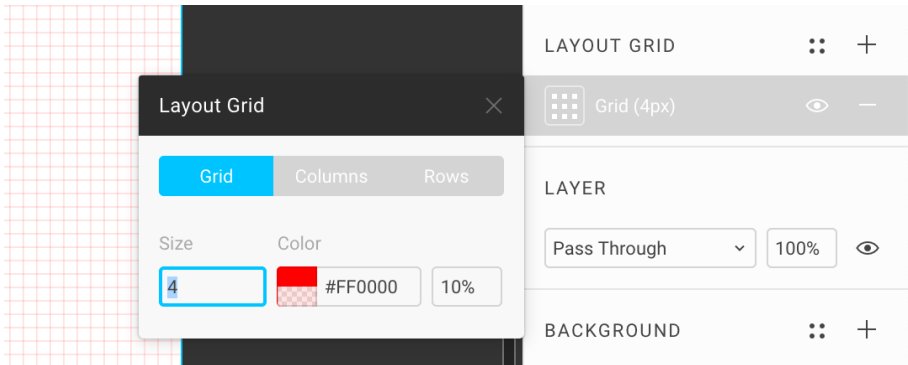 LAYOUT GRID
Layout Grid
Grid (4px)
Grid Columns Rows
LAYER
Size Color
Pass Through 100%
4 #FF0000 10%
BACKGROUND